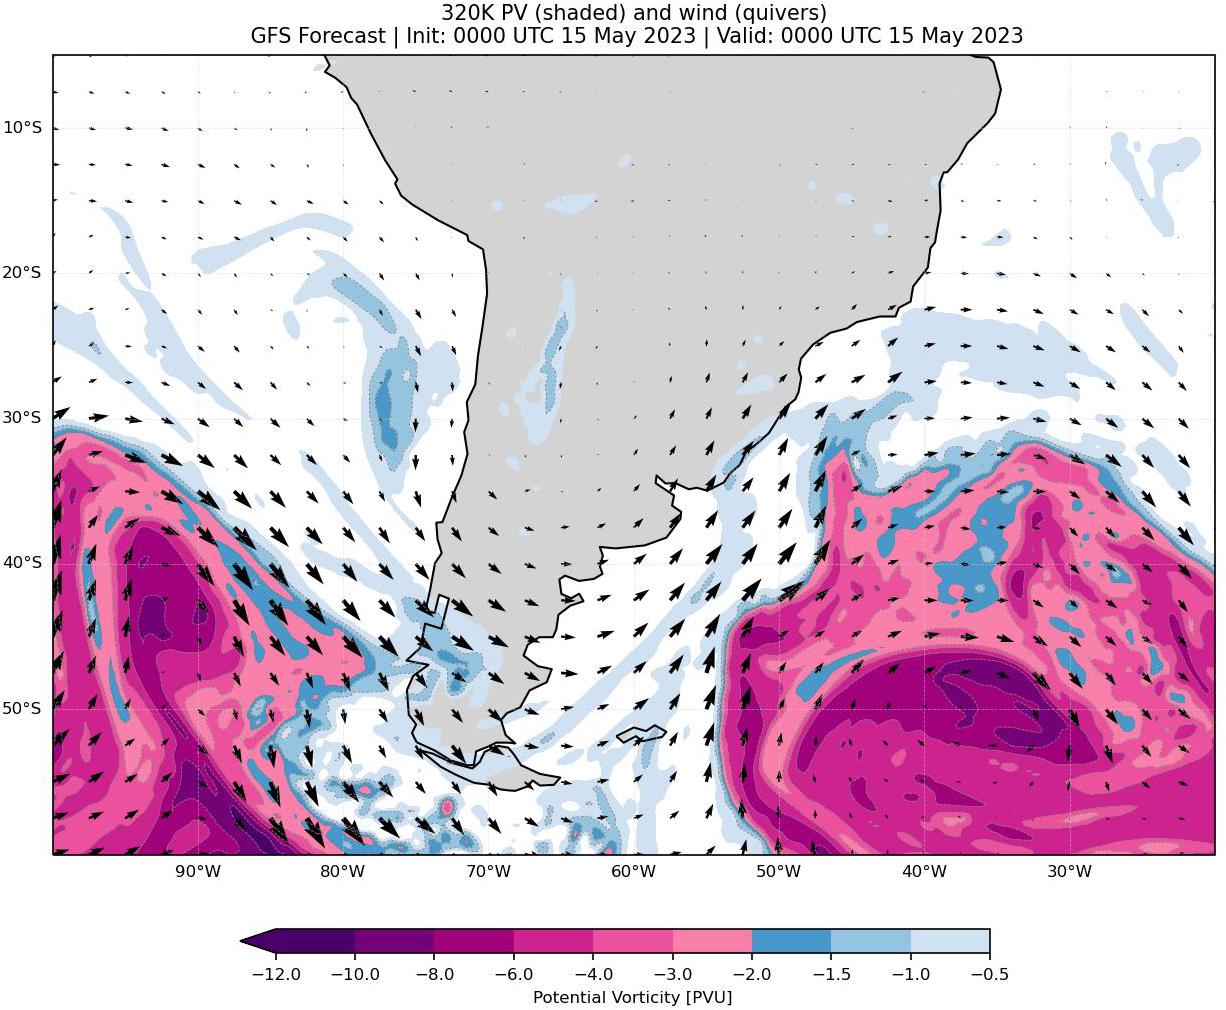 320K PV (shaded) and wind (quivers)
GFS Forecast | Init: 0000 UTC 15 May 2023 | Valid: 0000 UTC 15 May 2023
10°S
20°S
30°S
40°S
50°S
90°W 80°W 70°W 60°W 50°W 40°W 30°W
−12.0 −10.0 −8.0 −6.0 −4.0 −3.0 −2.0 −1.5 −1.0 −0.5
Potential Vorticity [PVU]